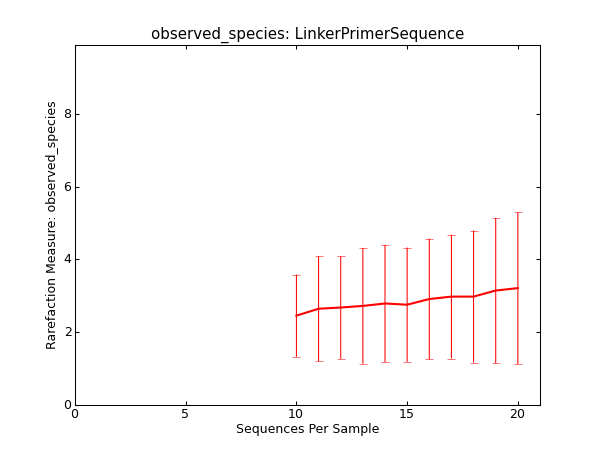 observed_species: LinkerPrimerSequence
Rarefaction Measure: observed_species
8
6
4
2
0
0 5 10 15 20
Sequences Per Sample